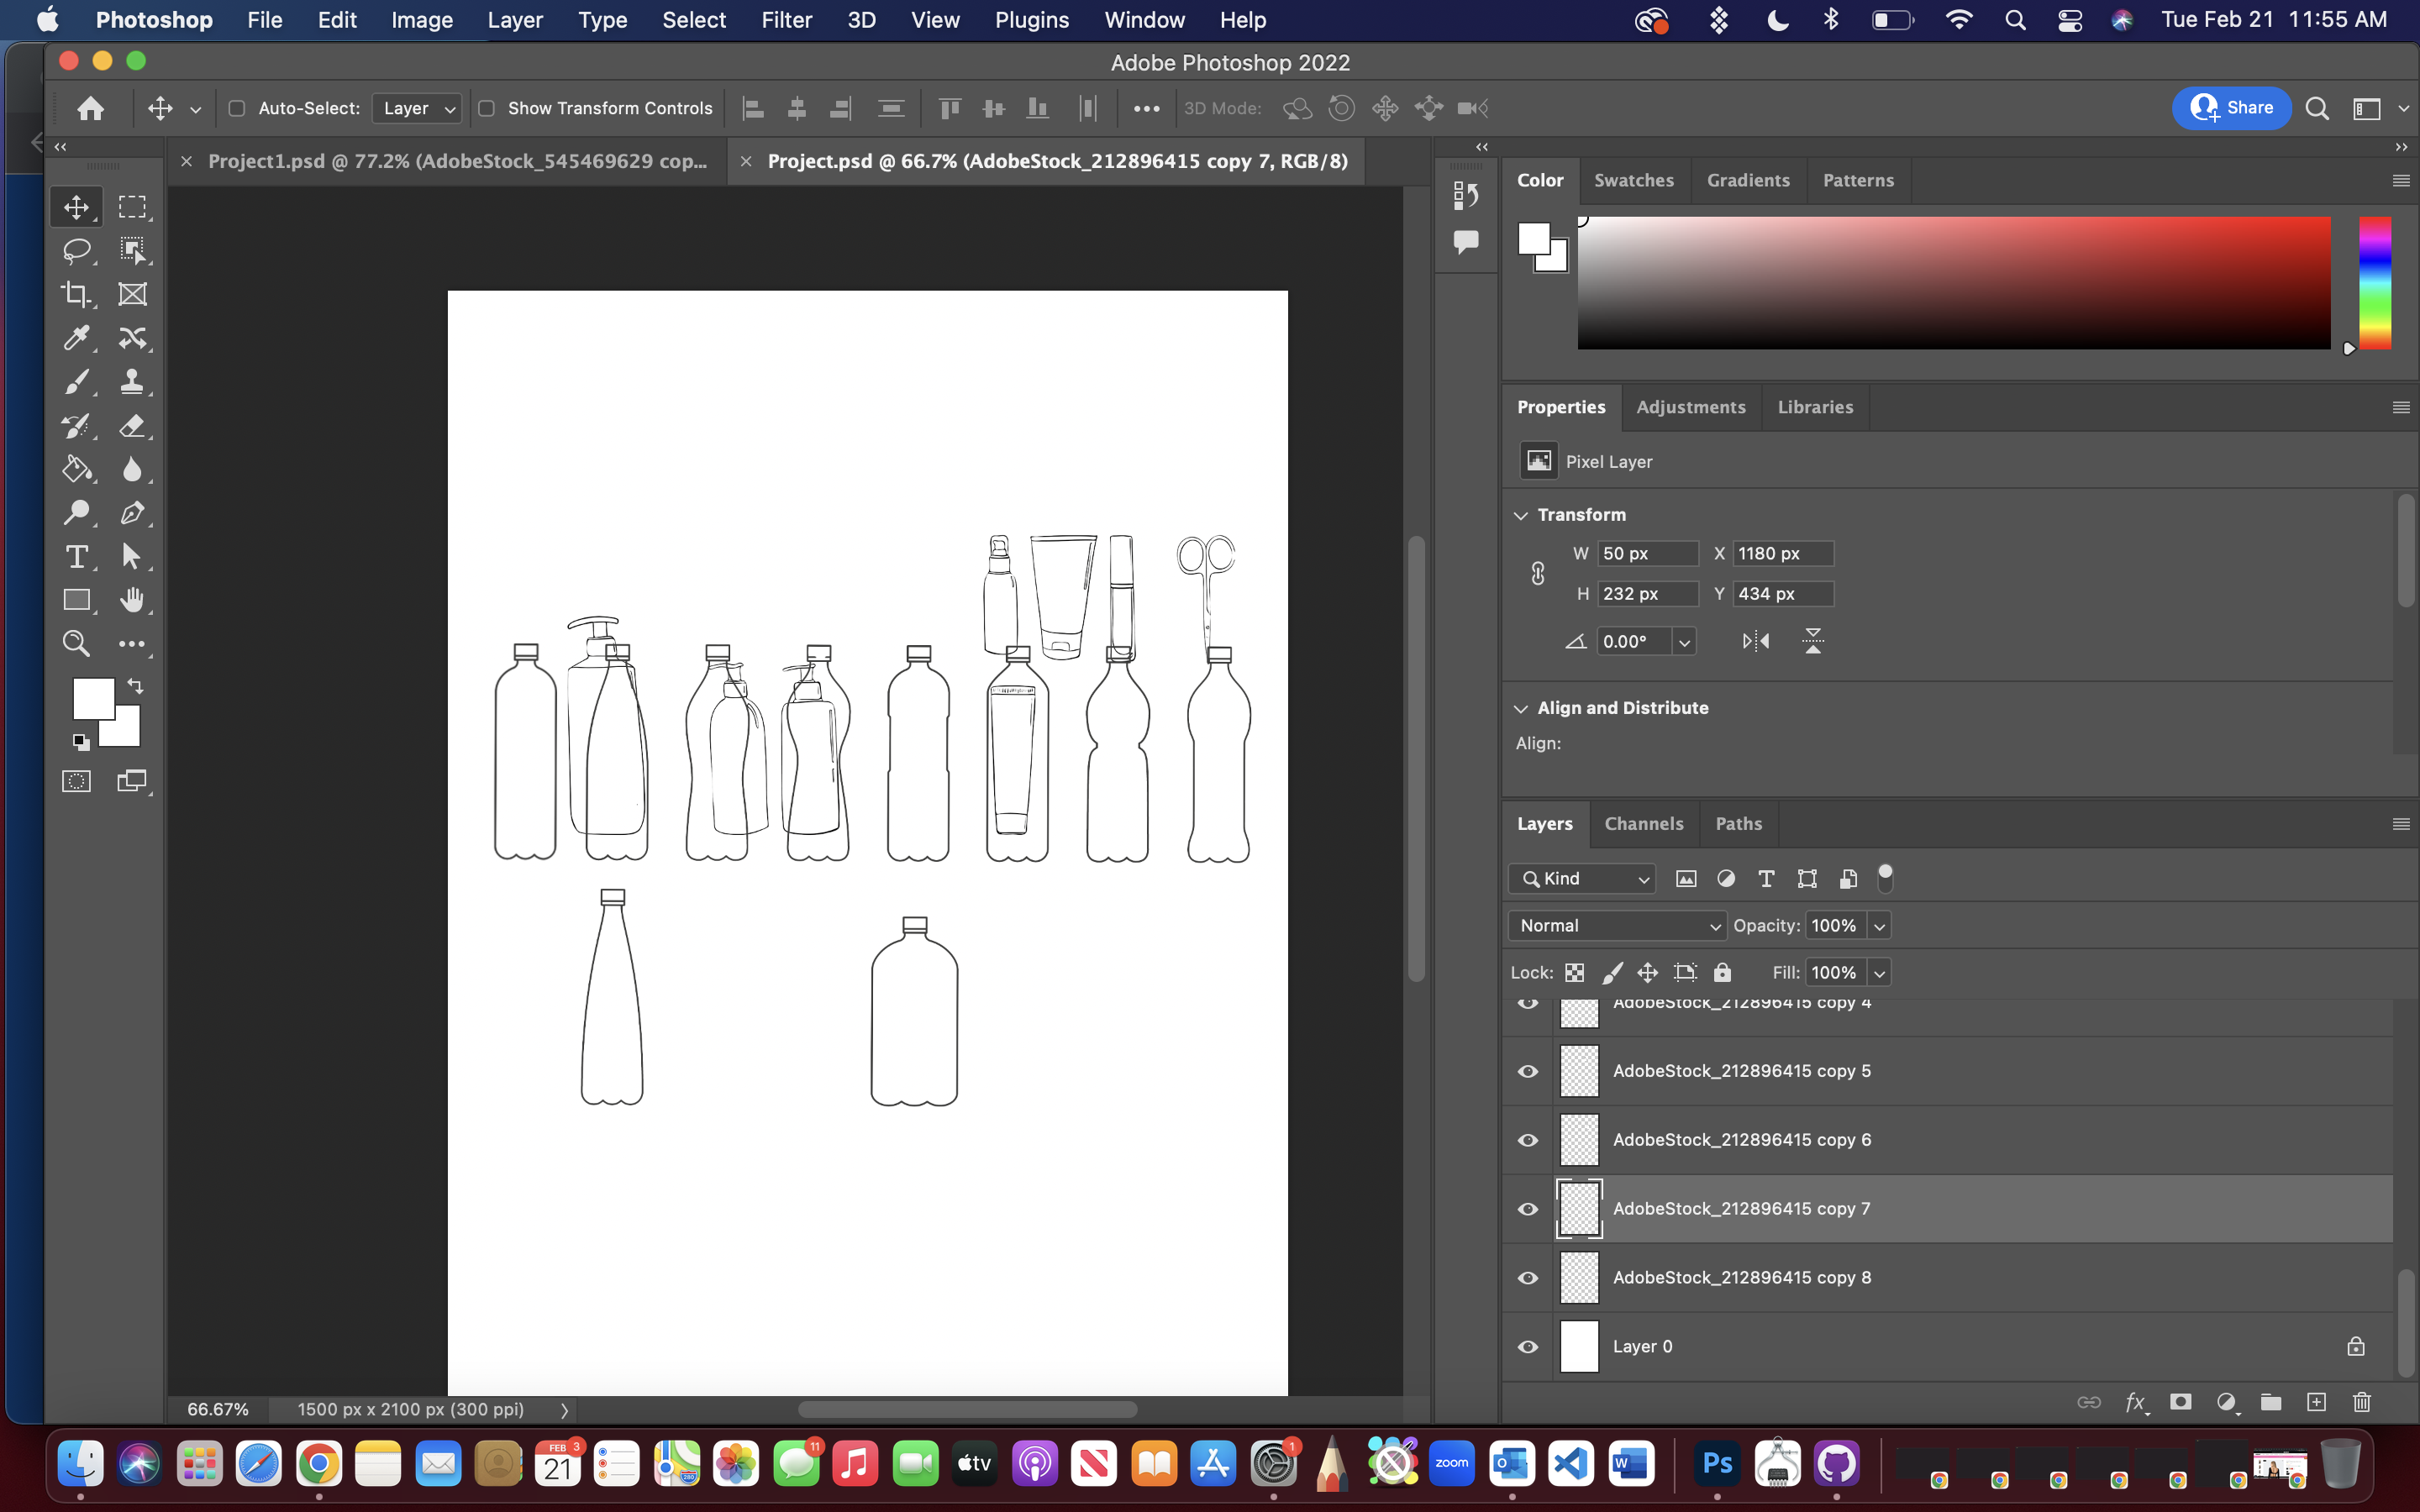 Photoshop File Edit Image Layer Type Select Filter 3D View Plugins Window Help Tue Feb 21 11:55 AM
Adobe Photoshop 2022
Auto-Select: Layer Show Transform Controls 3D Mode: Share
Project1.psd @ 77.2% (AdobeStock_545469629 cop... Project.psd @ 66.7% (AdobeStock_212896415 copy 7, RGB/8)
Color Swatches Gradients Patterns
Properties Adjustments Libraries
Pixel Layer
Transform
W 50 px X 1180 px
H 232 px Y 434 px
0.00°
Align and Distribute
Align:
Layers Channels Paths
Kind
Normal Opacity: 100%
Lock: Fill: 100%
AdobeStock_212896415 copy 4
AdobeStock_212896415 copy 5
AdobeStock_212896415 copy 6
AdobeStock_212896415 copy 7
AdobeStock_212896415 copy 8
Layer 0
fx
66.67% 1500 px x 2100 px (300 ppi)
FEB 3 11 1
21 280 tv zoom W Ps